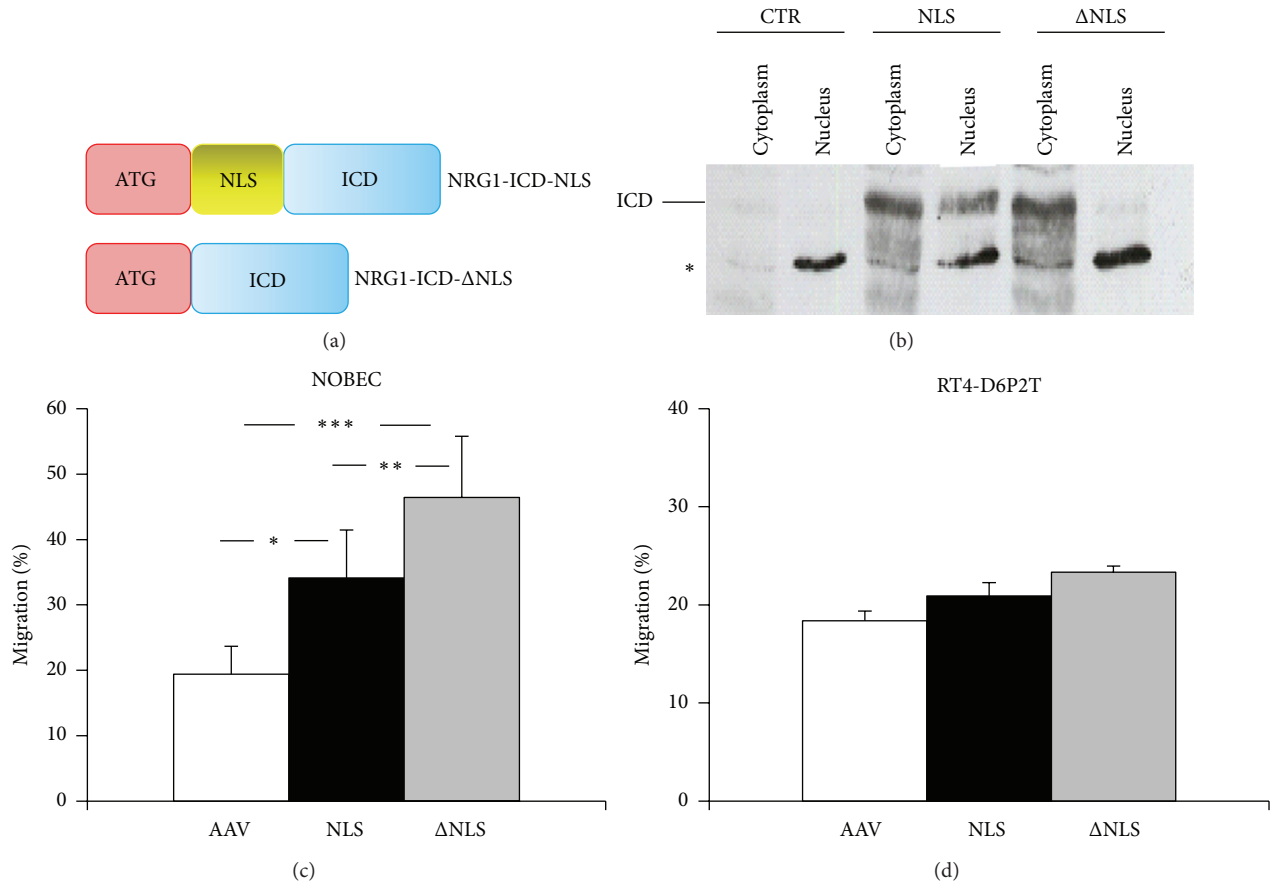 ATG NLS ICD NRG1-ICD-NLS
ATG ICD NRG1-ICD-ΔNLS
(a)
CTR NLS ΔNLS
Cytoplasm Nucleus Cytoplasm Nucleus Cytoplasm Nucleus
ICD
*
(b)
NOBEC
Migration (%)
60
50
40
30
20
10
0
***
**
*
AAV NLS ΔNLS
(c)
RT4-D6P2T
Migration (%)
40
30
20
10
0
AAV NLS ΔNLS
(d)